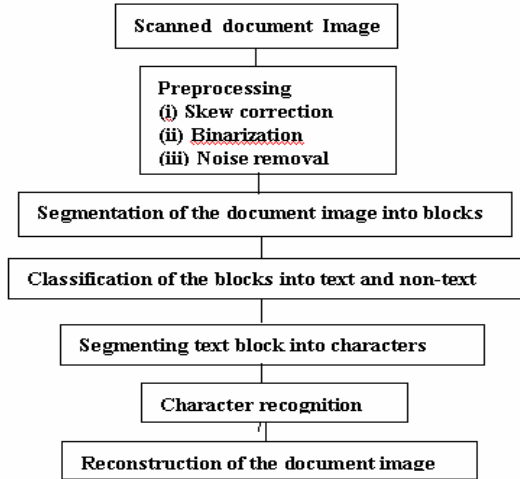 Scanned document Image
Preprocessing
(i) Skew correction
(ii) Binarization
(iii) Noise removal
Segmentation of the document image into blocks
Classification of the blocks into text and non-text
Segmenting text block into characters
Character recognition
Reconstruction of the document image